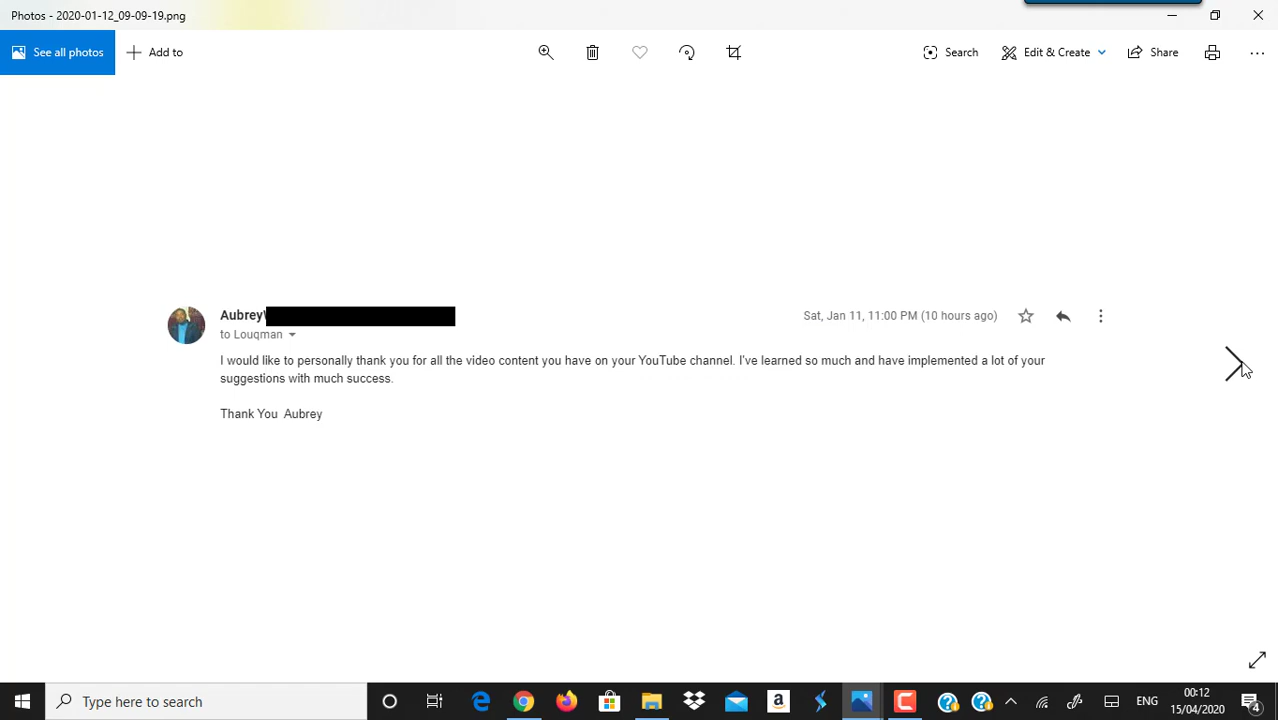 Photos - 2020-01-12_09-09-19.png
See all photos
Add to
Search
Edit & Create
Share
Aubrey
Sat, Jan 11, 11:00 PM (10 hours ago)
to Louqman
I would like to personally thank you for all the video content you have on your YouTube channel. I've learned so much and have implemented a lot of your
suggestions with much success.
Thank You Aubrey
Type here to search
ENG
00:12
15/04/2020
4